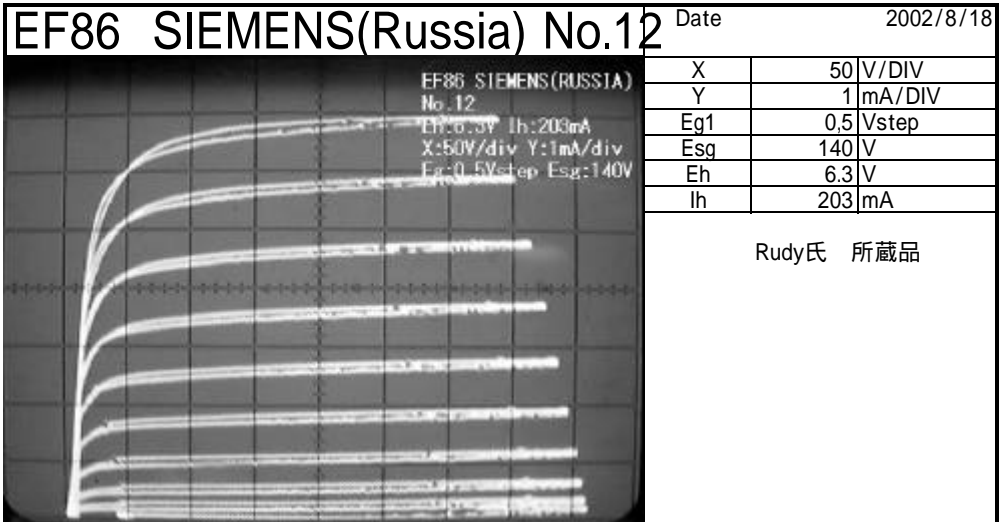 EF86 SIEMENS(Russia) No.12
Date 2002/8/18
EF86 SIEMENS(RUSSIA)
No.12
Eh:6.3V Ih:203mA
X:50V/div Y:1mA/div
Eg:0.5Vstep Esg:140V
X 50 V/DIV
Y 1 mA/DIV
Eg1 0,5 Vstep
Esg 140 V
Eh 6.3 V
Ih 203 mA
Rudy氏 所蔵品